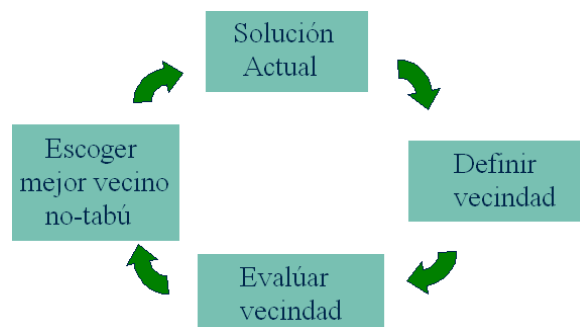 Solución
Actual
Definir
vecindad
Evalúar
vecindad
Escoger
mejor vecino
no-tabú